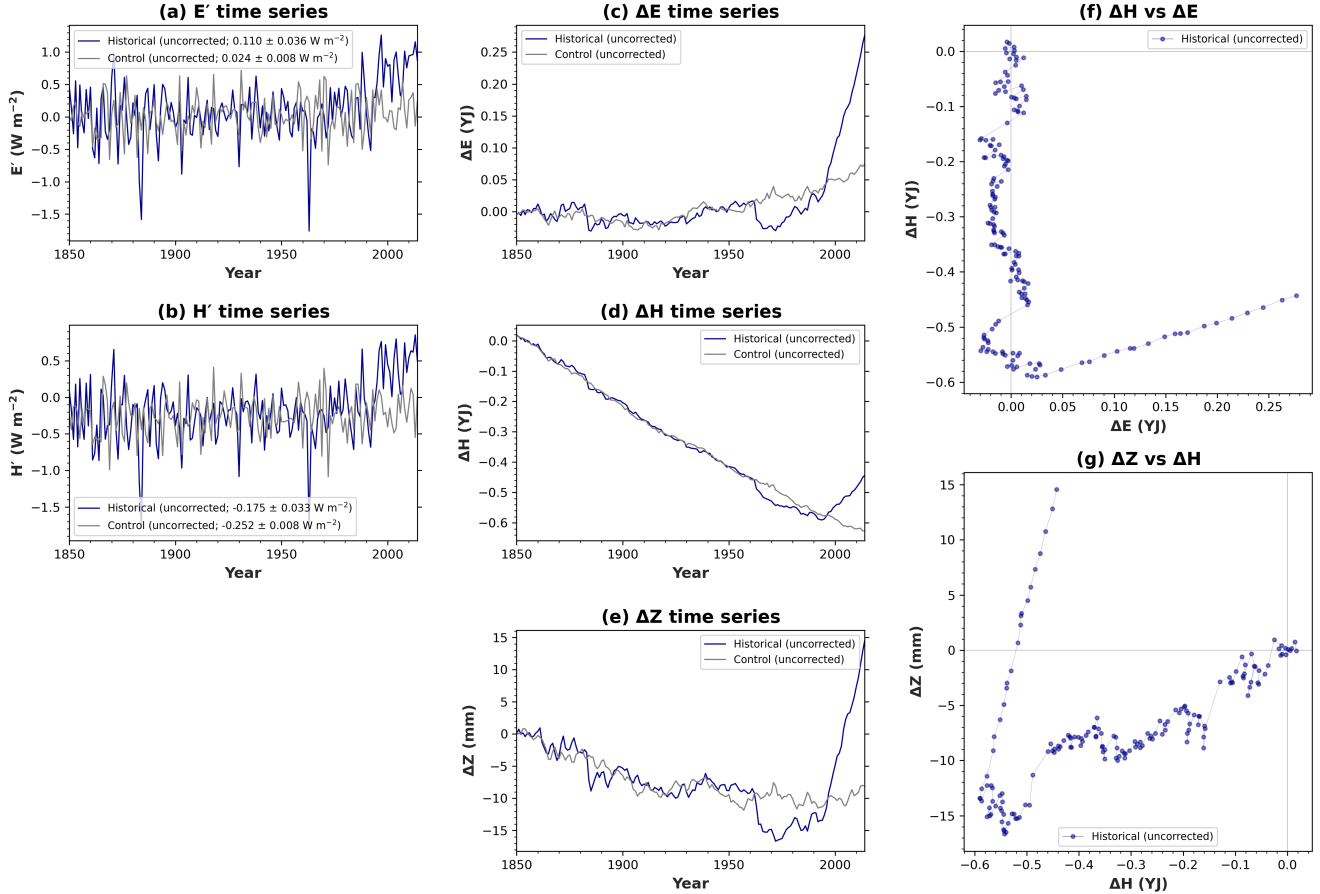 (a) E′ time series
Historical (uncorrected; 0.110 ± 0.036 W m⁻²)
Control (uncorrected; 0.024 ± 0.008 W m⁻²)
E′ (W m⁻²)
1.0
0.5
0.0
−0.5
−1.0
−1.5
1850 1900 1950 2000
Year
(b) H′ time series
H′ (W m⁻²)
0.5
0.0
−0.5
−1.0
−1.5
Historical (uncorrected; -0.175 ± 0.033 W m⁻²)
Control (uncorrected; -0.252 ± 0.008 W m⁻²)
1850 1900 1950 2000
Year
(c) ΔE time series
Historical (uncorrected)
Control (uncorrected)
ΔE (YJ)
0.25
0.20
0.15
0.10
0.05
0.00
1850 1900 1950 2000
Year
(d) ΔH time series
Historical (uncorrected)
Control (uncorrected)
ΔH (YJ)
0.0
−0.1
−0.2
−0.3
−0.4
−0.5
−0.6
1850 1900 1950 2000
Year
(e) ΔZ time series
Historical (uncorrected)
Control (uncorrected)
ΔZ (mm)
15
10
5
0
−5
−10
−15
1850 1900 1950 2000
Year
(f) ΔH vs ΔE
Historical (uncorrected)
ΔH (YJ)
0.0
−0.1
−0.2
−0.3
−0.4
−0.5
−0.6
0.00 0.05 0.10 0.15 0.20 0.25
ΔE (YJ)
(g) ΔZ vs ΔH
ΔZ (mm)
15
10
5
0
−5
−10
−15
Historical (uncorrected)
−0.6 −0.5 −0.4 −0.3 −0.2 −0.1 0.0
ΔH (YJ)